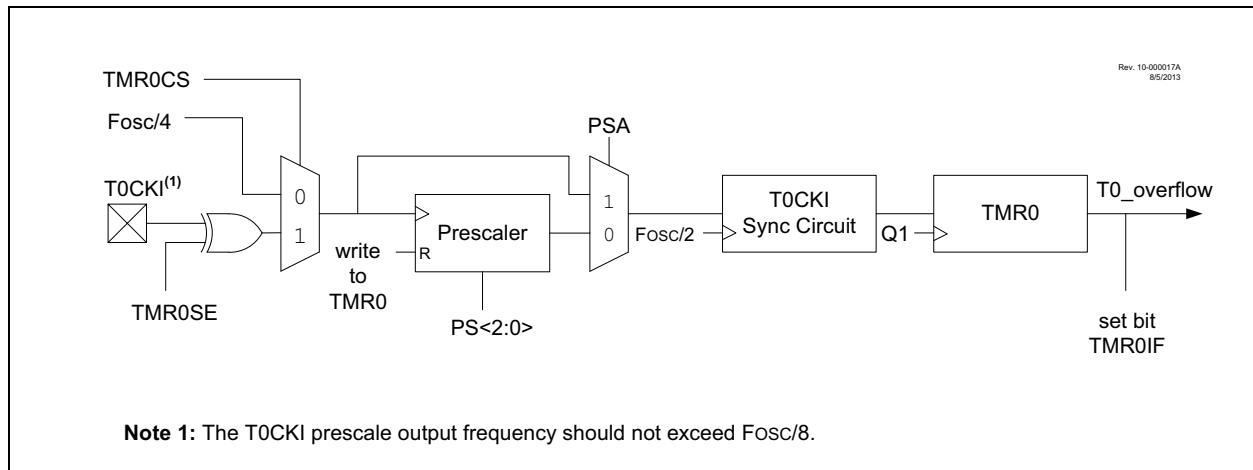 Rev. 10-000017A
8/5/2013
TMR0CS
Fosc/4
PSA
T0CKI(1)
0
1
Prescaler
R
write
to
TMR0
1
0
T0CKI
Sync Circuit
FOSC/2
TMR0
Q1
T0_overflow
TMR0SE
PS<2:0>
set bit
TMR0IF
Note 1: The T0CKI prescale output frequency should not exceed FOSC/8.